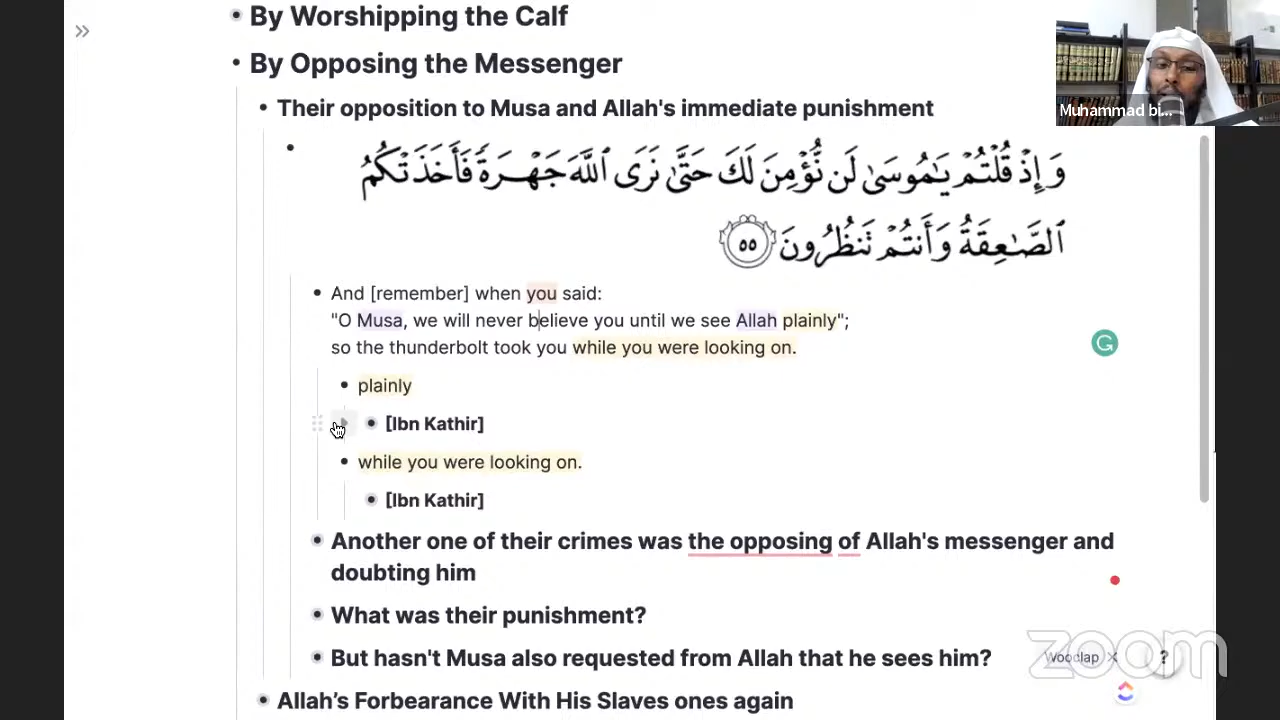 By Worshipping the Calf
By Opposing the Messenger
Muhammad bi...
Their opposition to Musa and Allah's immediate punishment
وَإِذْ قُلْتُمْ يَٰمُوسَىٰ لَن نُّؤْمِنَ لَكَ حَتَّىٰ نَرَى ٱللَّهَ جَهْرَةً فَأَخَذَتْكُمُ
ٱلصَّٰعِقَةُ وَأَنتُمْ تَنظُرُونَ ٥٥
And [remember] when you said:
"O Musa, we will never believe you until we see Allah plainly";
so the thunderbolt took you while you were looking on.
plainly
[Ibn Kathir]
while you were looking on.
[Ibn Kathir]
Another one of their crimes was the opposing of Allah's messenger and
doubting him
What was their punishment?
But hasn't Musa also requested from Allah that he sees him?
Allah’s Forbearance With His Slaves ones again
zoom
Wooclap
?
G